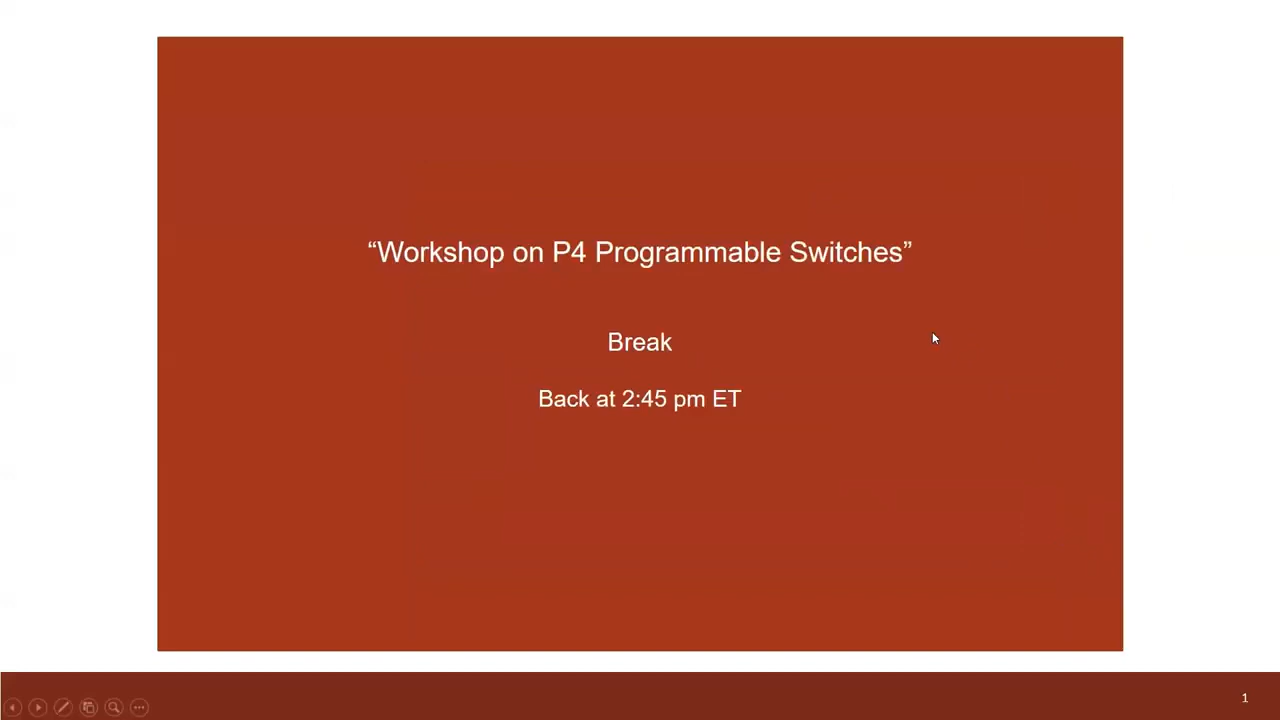 “Workshop on P4 Programmable Switches”
Break
Back at 2:45 pm ET
1